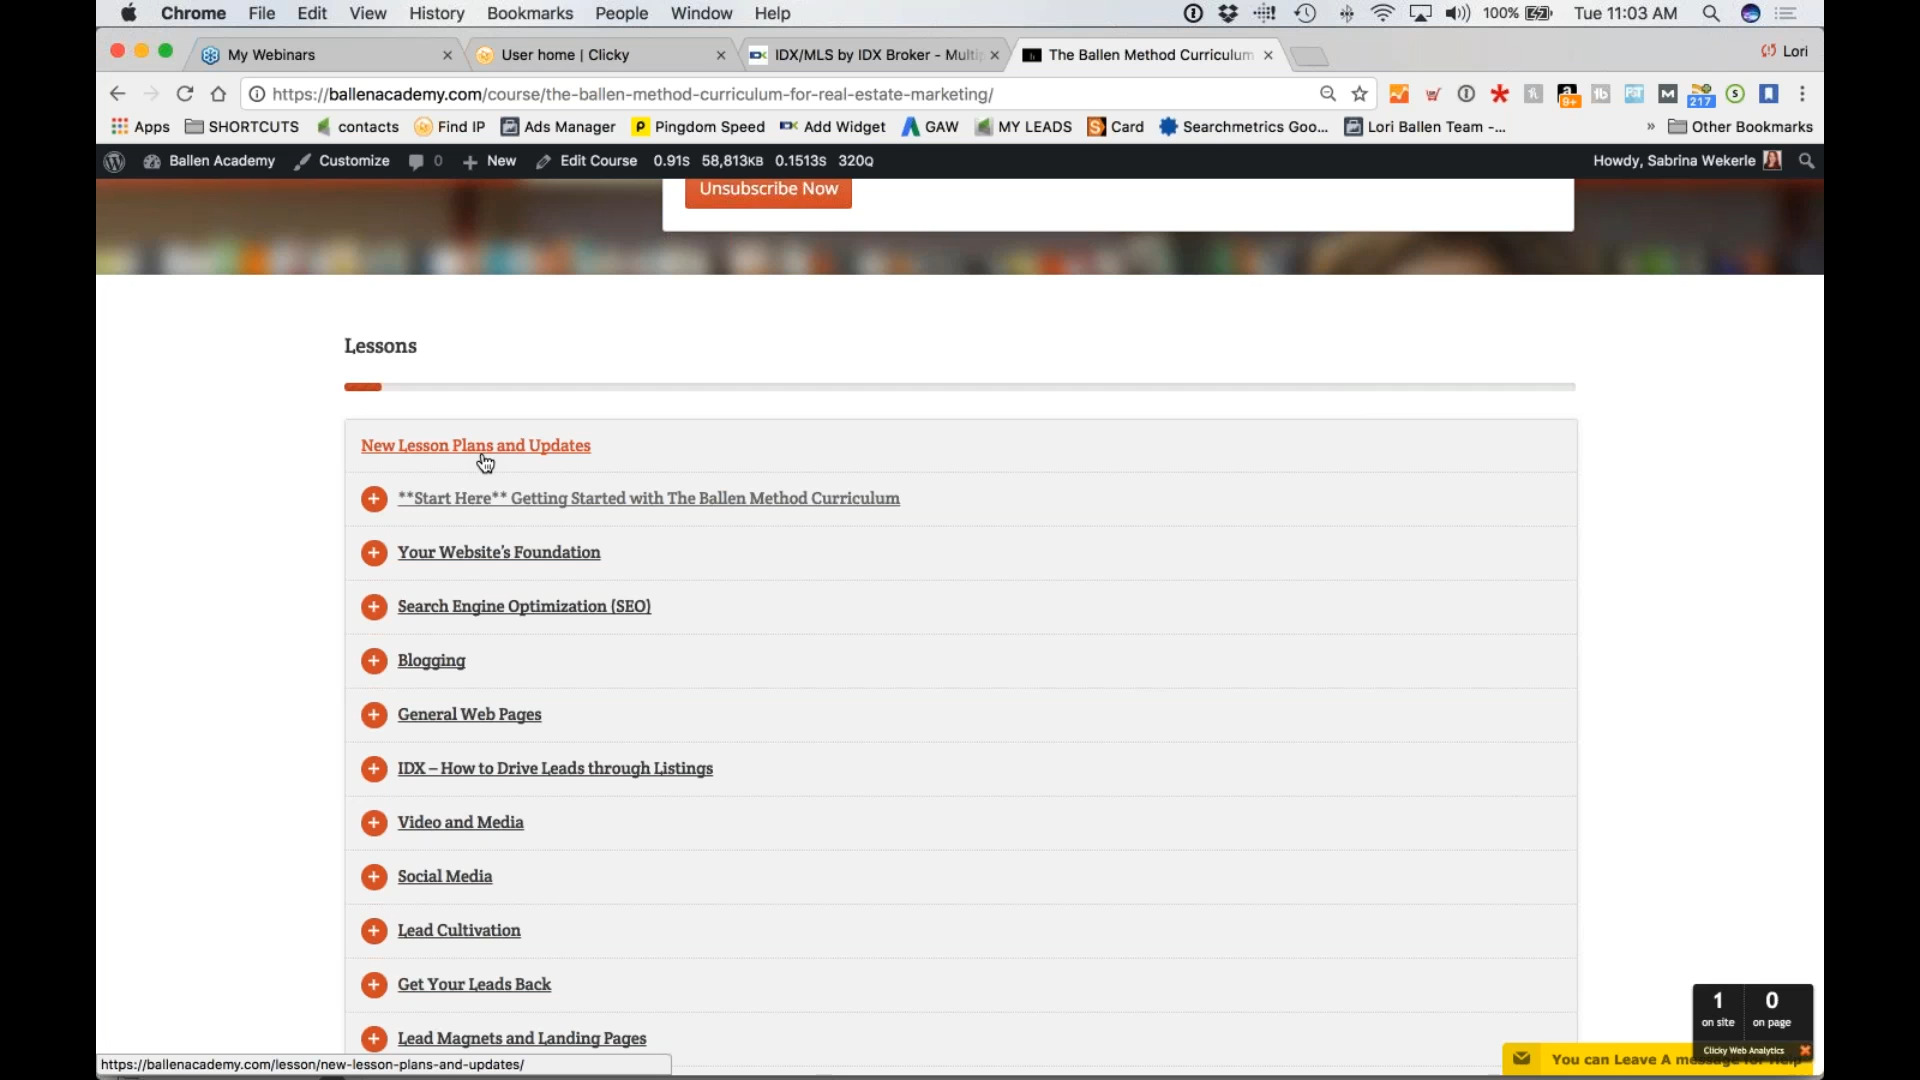 Chrome File Edit View History Bookmarks People Window Help 100% Tue 11:03 AM
My Webinars User home | Clicky IDX/MLS by IDX Broker - Multi The Ballen Method Curriculum Lori
https://ballenacademy.com/course/the-ballen-method-curriculum-for-real-estate-marketing/ 9+ 217
Apps SHORTCUTS contacts Find IP Ads Manager Pingdom Speed Add Widget GAW MY LEADS Card Searchmetrics Goo... Lori Ballen Team -... » Other Bookmarks
Ballen Academy Customize 0 New Edit Course 0.91S 58,813KB 0.1513S 320Q Howdy, Sabrina Wekerle
Unsubscribe Now
Lessons
New Lesson Plans and Updates
**Start Here** Getting Started with The Ballen Method Curriculum
Your Website's Foundation
Search Engine Optimization (SEO)
Blogging
General Web Pages
IDX – How to Drive Leads through Listings
Video and Media
Social Media
Lead Cultivation
Get Your Leads Back
Lead Magnets and Landing Pages
1 0
on site on page
Clicky Web Analytics
You can Leave A
https://ballenacademy.com/lesson/new-lesson-plans-and-updates/